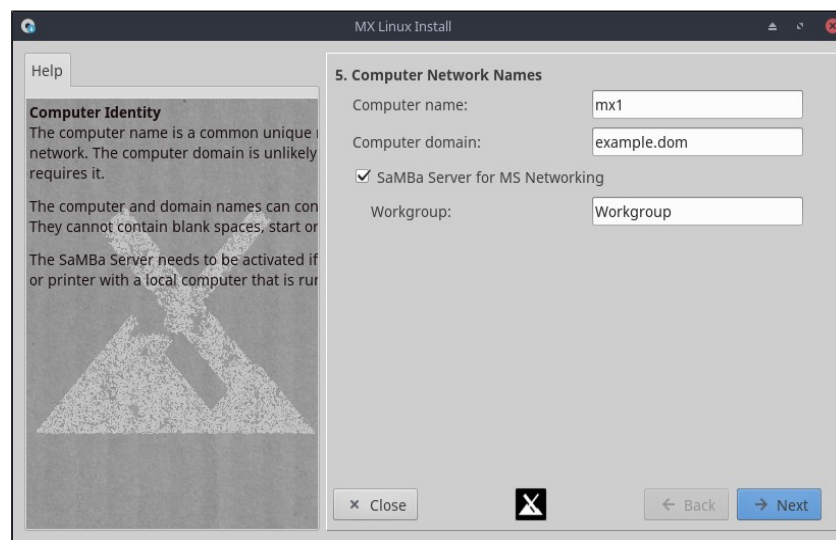 MX Linux Install
Help
Computer Identity
The computer name is a common unique
network. The computer domain is unlikely
requires it.
The computer and domain names can con
They cannot contain blank spaces, start or
The SaMBa Server needs to be activated if
or printer with a local computer that is rur
5. Computer Network Names
Computer name:
mx1
Computer domain:
example.dom
SaMBa Server for MS Networking
Workgroup:
Workgroup
Close
Back
Next